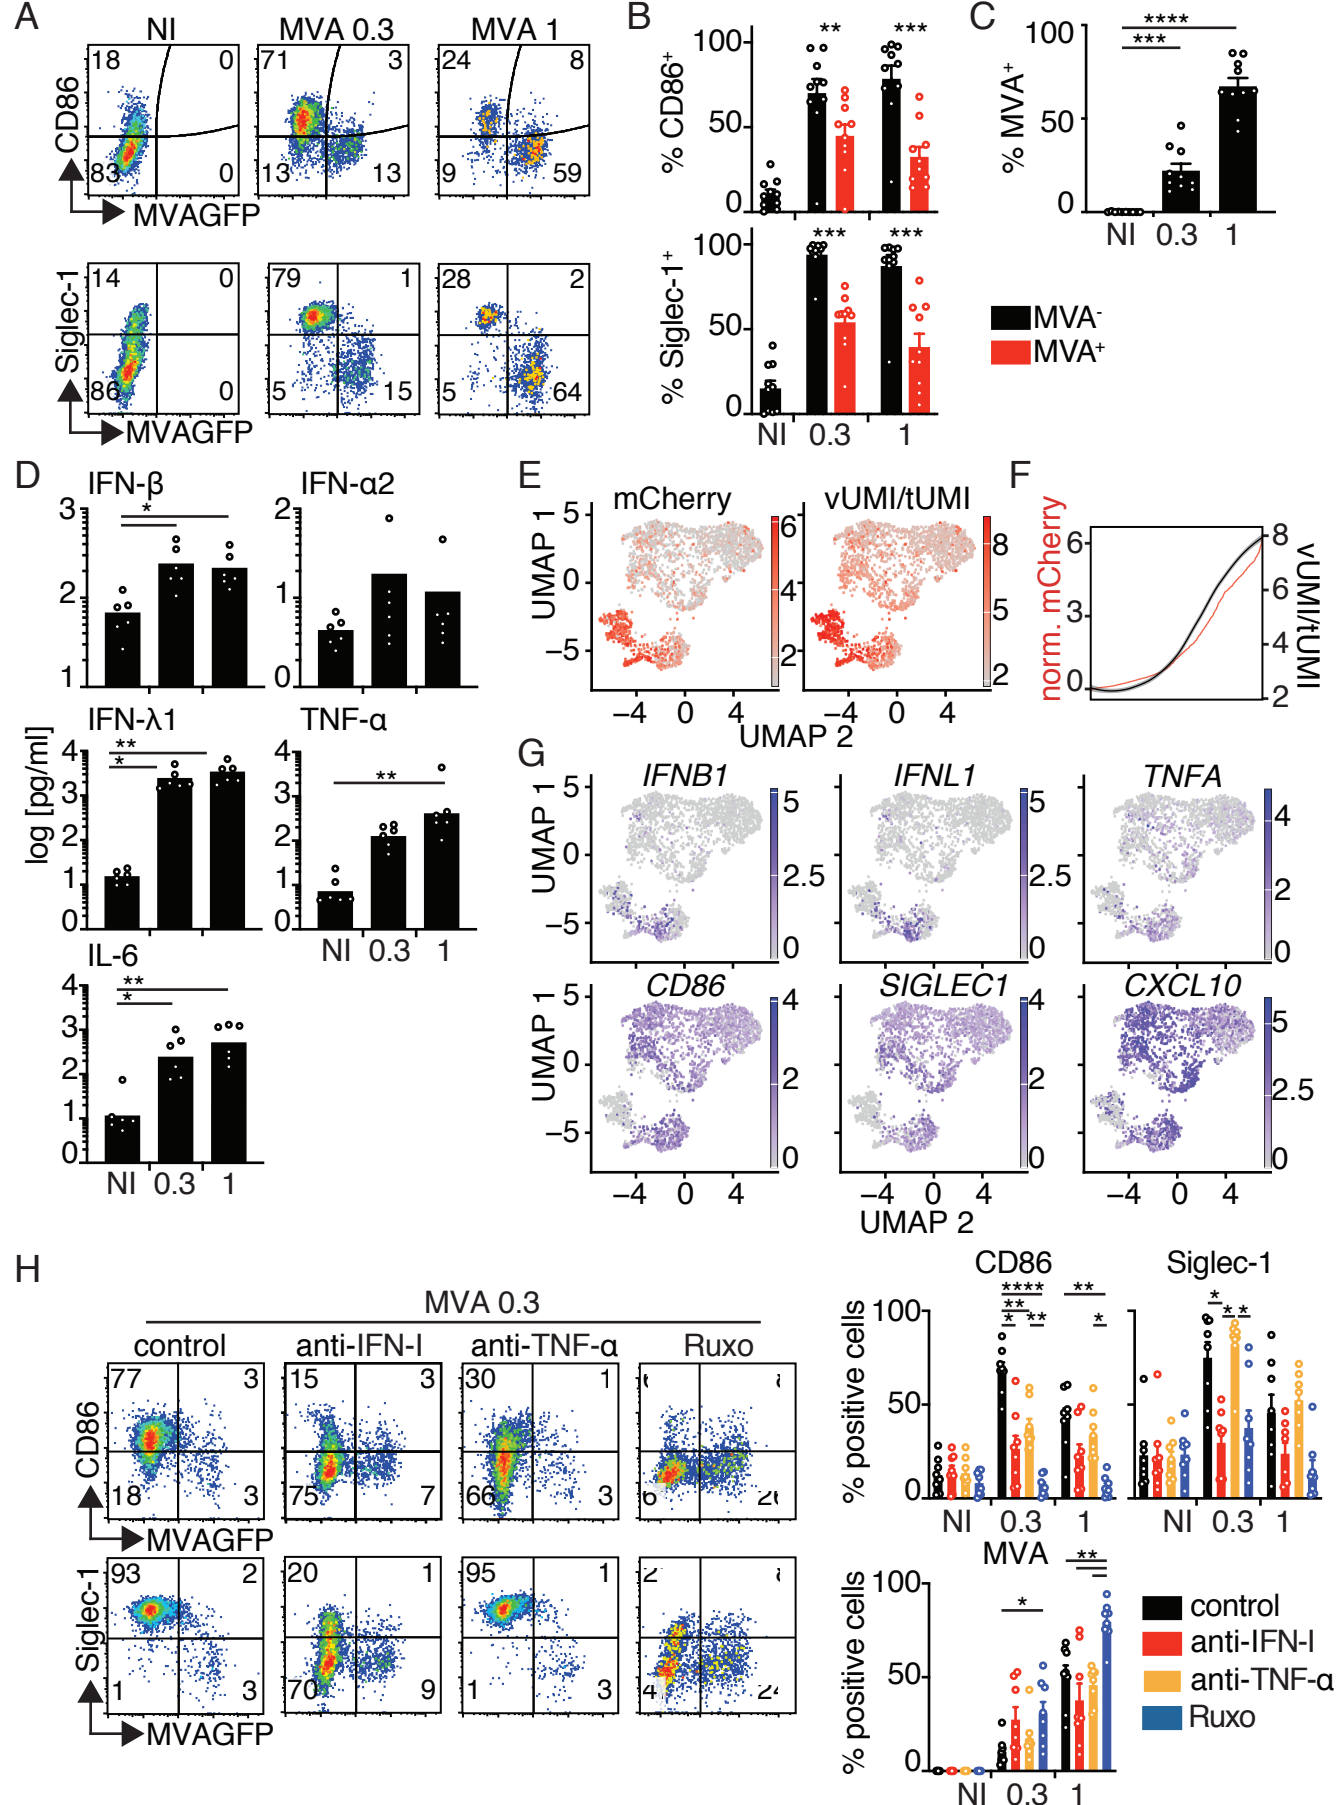 A
NI
MVA 0.3
MVA 1
CD86
18
0
83
0
71
3
13
13
24
8
9
59
MVAGFP
Siglec-1
14
0
86
0
79
1
5
15
28
2
5
64
MVAGFP
B
% CD86+
100
50
0
**
***
% Siglec-1+
100
50
0
***
***
NI
0.3
1
C
% MVA+
100
50
0
****
***
NI
0.3
1
MVA-
MVA+
D
log [pg/ml]
IFN-β
3
2
1
*
IFN-α2
2
1
0
IFN-λ1
4
3
2
1
0
**
*
TNF-α
4
3
2
1
0
**
NI
0.3
1
IL-6
4
3
2
1
0
**
*
NI
0.3
1
E
mCherry
vUMI/tUMI
UMAP 1
5
0
−5
6
4
2
8
5
2
−4
0
4
−4
0
4
UMAP 2
F
norm. mCherry
6
3
0
8
6
4
2
vUMI/tUMI
G
IFNB1
IFNL1
TNFA
UMAP 1
5
0
−5
5
2.5
0
5
2.5
0
4
2
0
CD86
SIGLEC1
CXCL10
UMAP 1
5
0
−5
4
2
0
4
2
0
5
2.5
0
−4
0
4
−4
0
4
−4
0
4
UMAP 2
H
MVA 0.3
control
anti-IFN-I
anti-TNF-α
Ruxo
CD86
77
3
18
3
15
3
75
7
30
1
66
3
6
MVAGFP
Siglec-1
93
2
1
3
20
1
70
9
95
1
1
3
MVAGFP
CD86
% positive cells
100
50
0
****
**
*
**
**
*
NI
0.3
1
Siglec-1
*
*
*
NI
0.3
1
MVA
% positive cells
100
50
0
*
**
NI
0.3
1
control
anti-IFN-I
anti-TNF-α
Ruxo